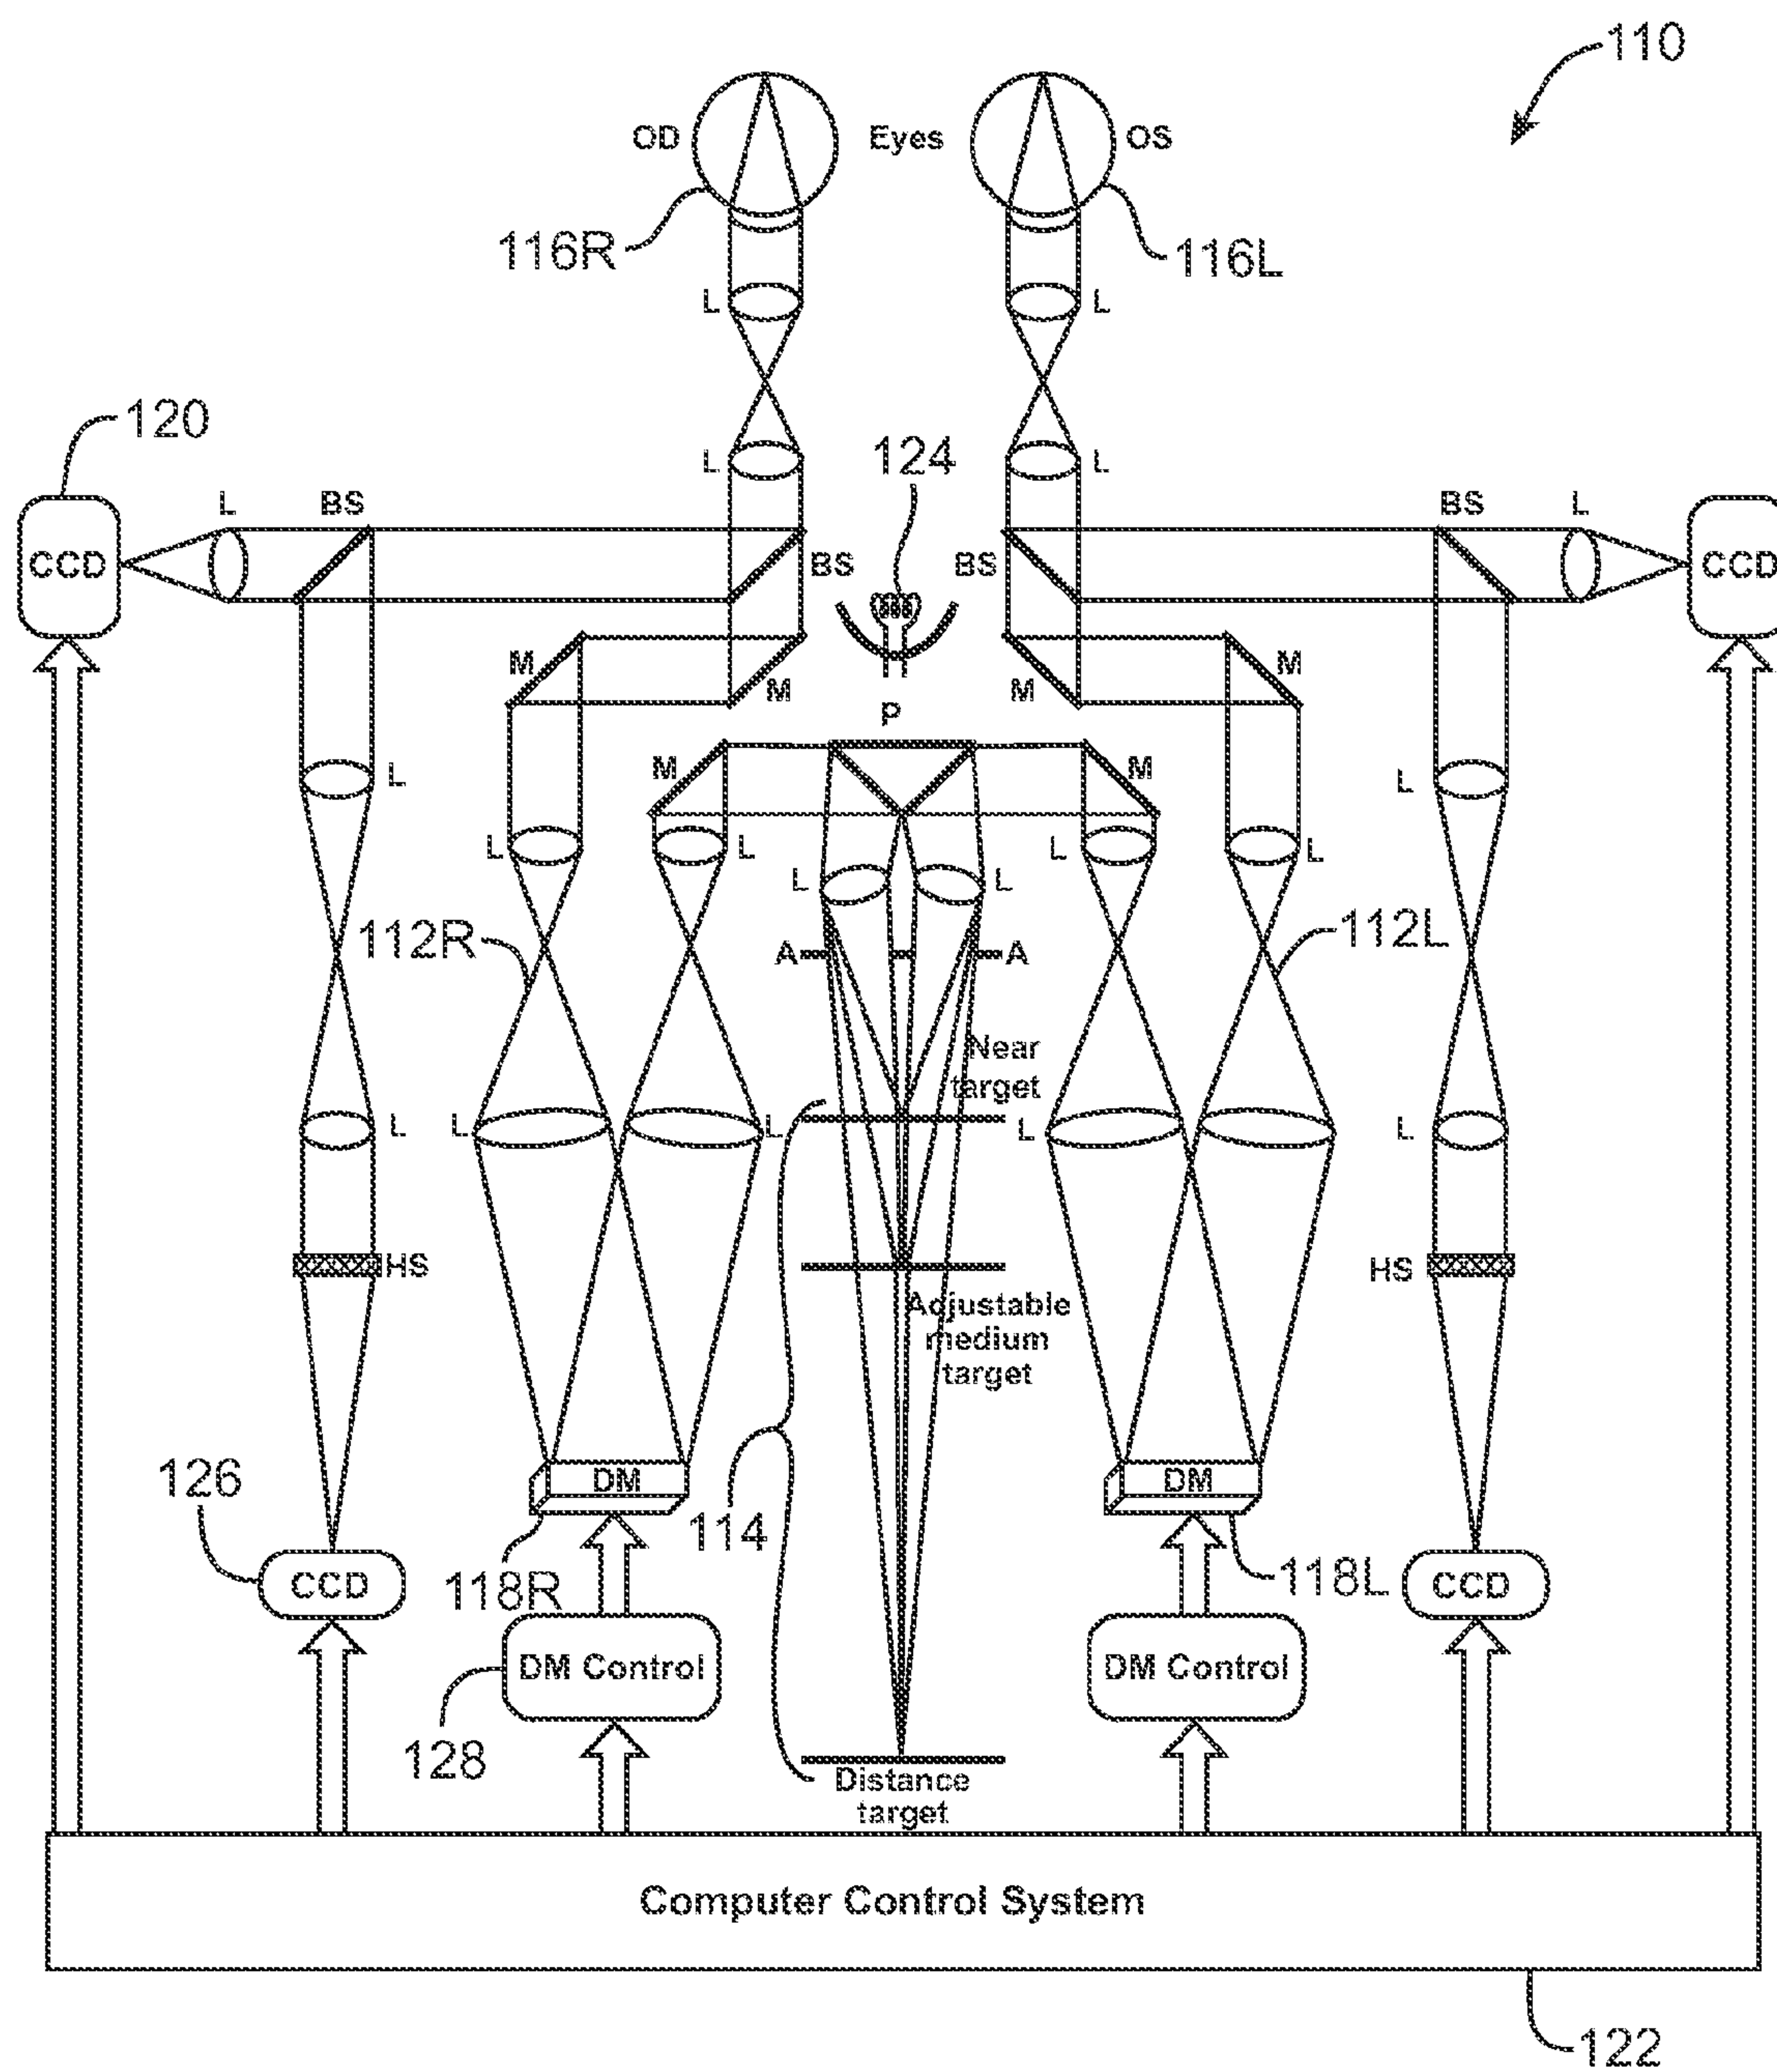 110
OD Eyes OS
116R 116L
L L
120
L 124 L
L BS BS L
CCD BS BS CCD
M M M M
P
M M
L L
L L L L
L L
112R 112L
A A
Near
target
L L L L L
HS HS
Adjustable
medium
target
126 DM DM
114
118R 118L
CCD CCD
DM Control DM Control
128
Distance
target
Computer Control System
122